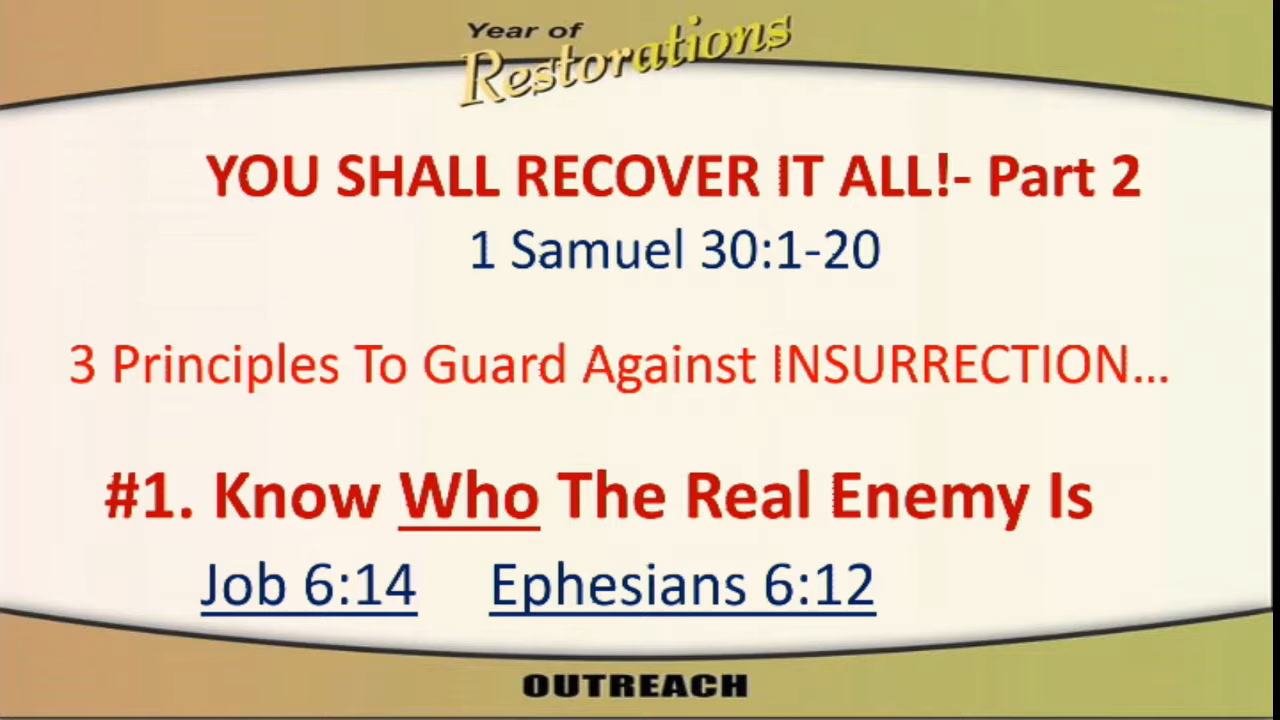 Year of
Restorations
YOU SHALL RECOVER IT ALL!- Part 2
1 Samuel 30:1-20
3 Principles To Guard Against INSURRECTION...
#1. Know Who The Real Enemy Is
Job 6:14 Ephesians 6:12
OUTREACH